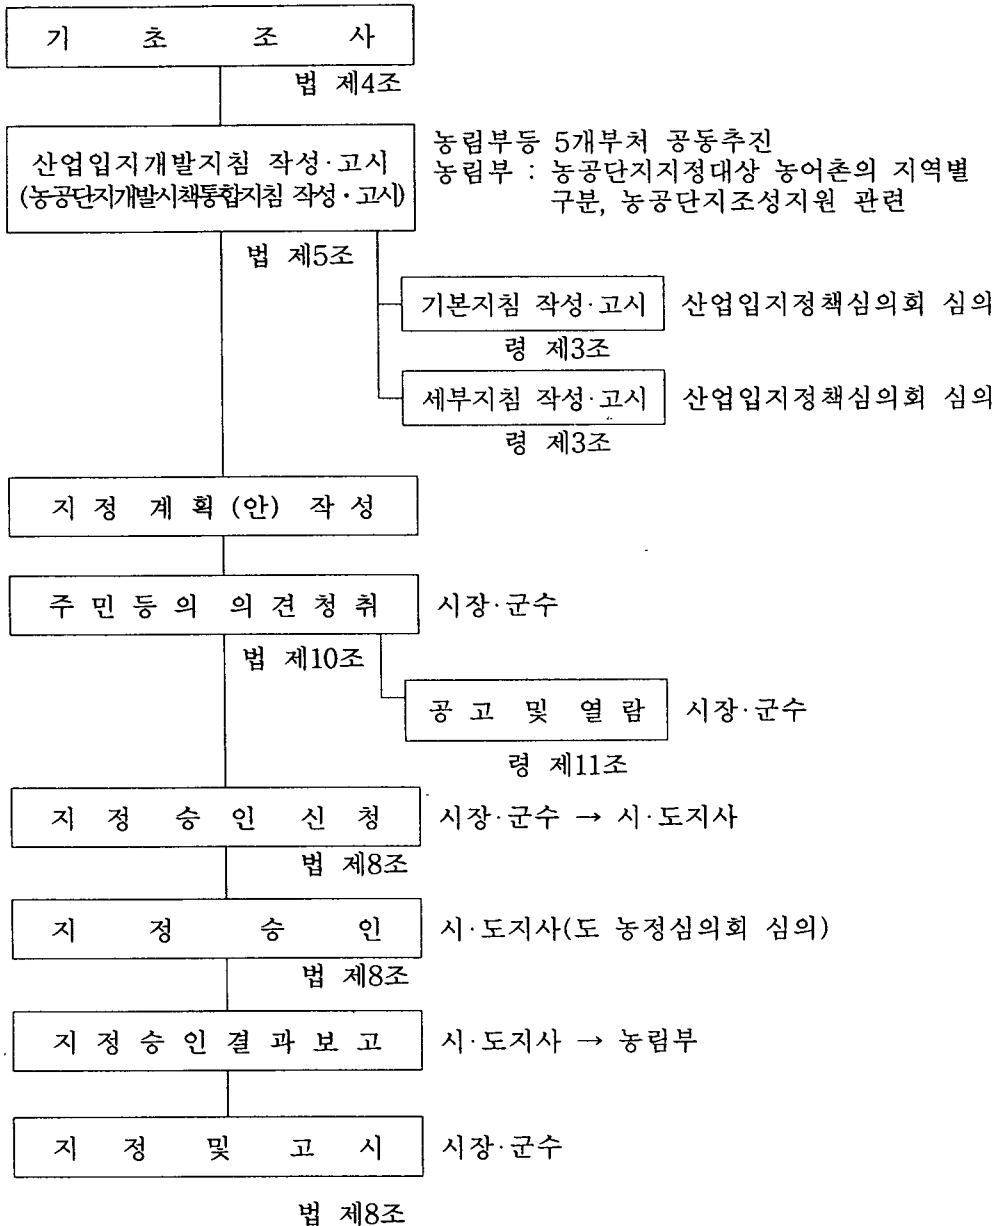 기 초 조 사
법 제4조
산업입지개발지침 작성·고시
(농공단지개발시책통합지침 작성·고시)
농림부등 5개부처 공동추진
농림부 : 농공단지지정대상 농어촌의 지역별
구분, 농공단지조성지원 관련
법 제5조
기본지침 작성·고시 산업입지정책심의회 심의
령 제3조
세부지침 작성·고시 산업입지정책심의회 심의
령 제3조
지 정 계 획 (안) 작 성
주 민 등 의 의 견 청 취 시장·군수
법 제10조
공 고 및 열 람 시장·군수
령 제11조
지 정 승 인 신 청 시장·군수 → 시·도지사
법 제8조
지 정 승 인 시·도지사(도 농정심의회 심의)
법 제8조
지 정 승 인 결 과 보 고 시·도지사 → 농림부
지 정 및 고 시 시장·군수
법 제8조